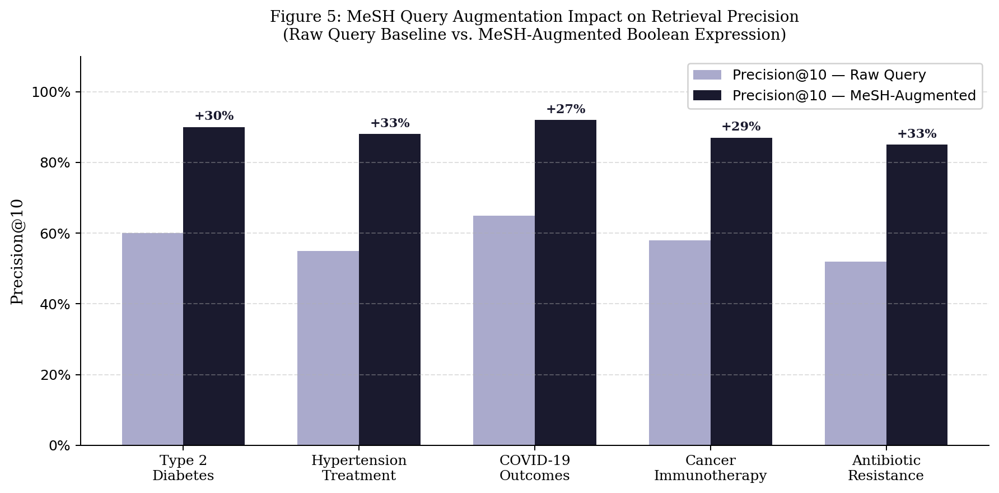 Figure 5: MeSH Query Augmentation Impact on Retrieval Precision
(Raw Query Baseline vs. MeSH-Augmented Boolean Expression)
Precision@10 — Raw Query
Precision@10 — MeSH-Augmented
Precision@10
100%
80%
60%
40%
20%
0%
+30%
+33%
+27%
+29%
+33%
Type 2
Diabetes
Hypertension
Treatment
COVID-19
Outcomes
Cancer
Immunotherapy
Antibiotic
Resistance